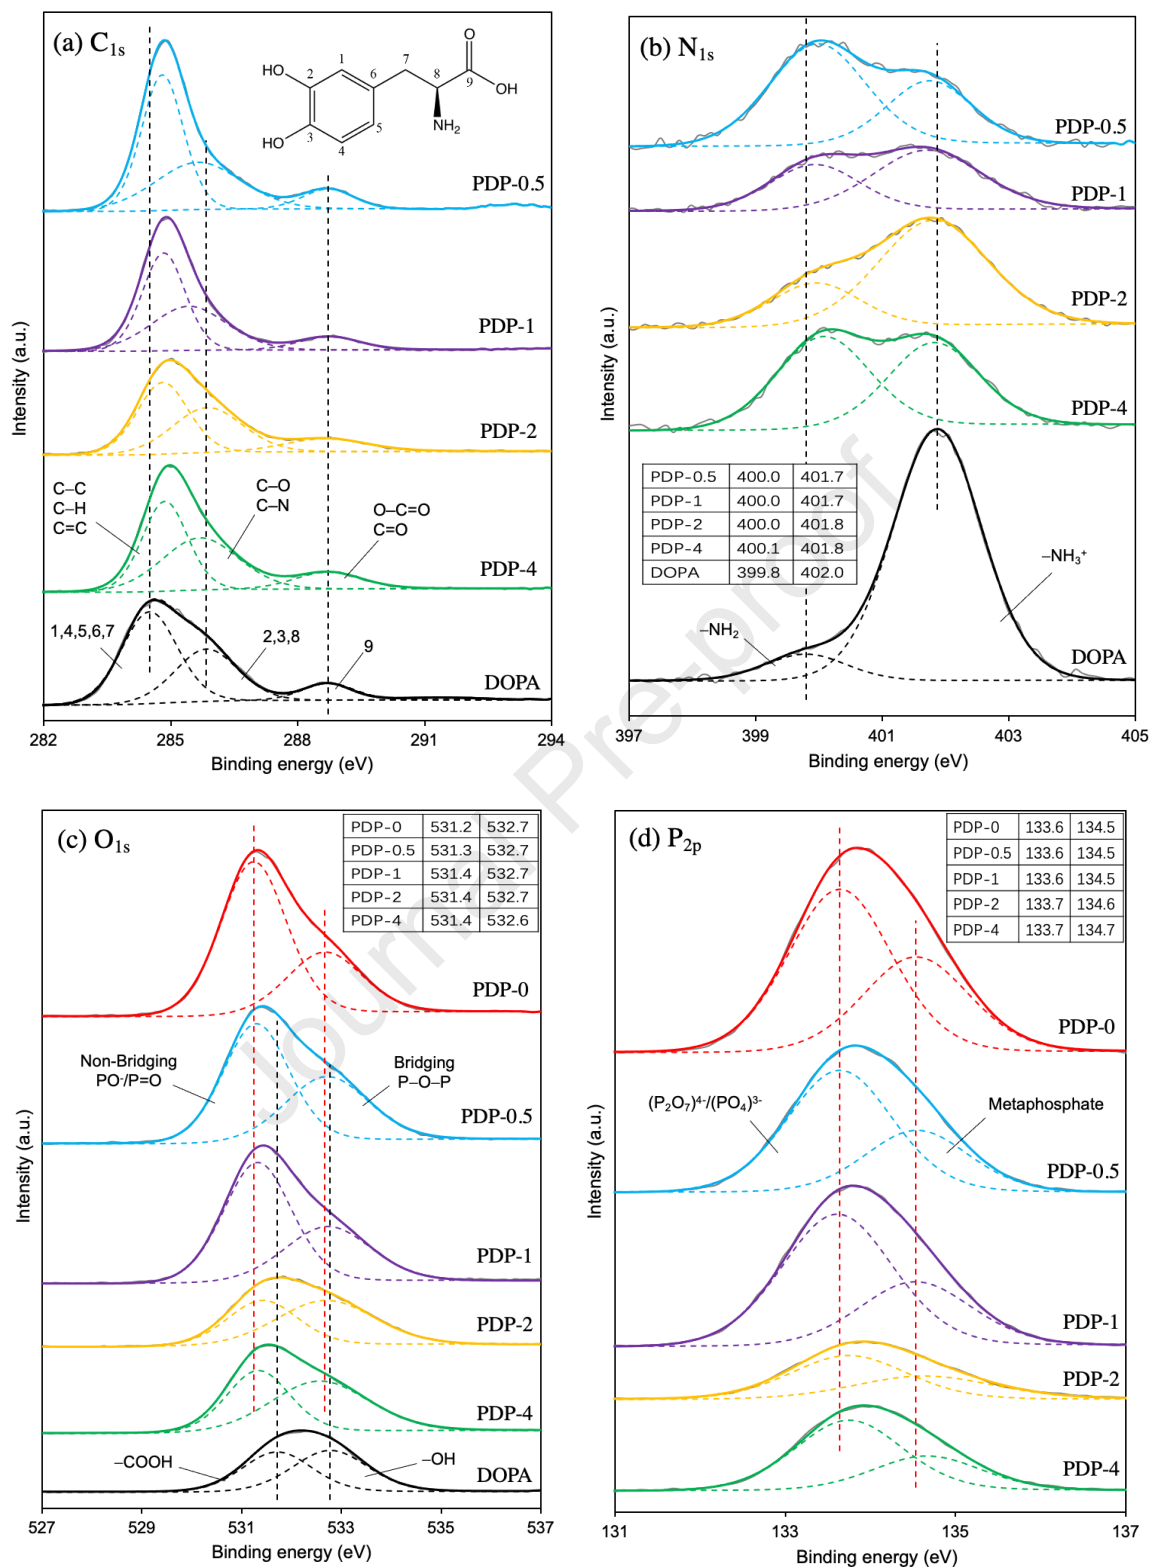 (a) C1s
O
HO
1
7
2
6
8
9
OH
HO
3
5
4
NH2
PDP-0.5
PDP-1
PDP-2
C–C
C–H
C=C
C–O
C–N
O–C=O
C=O
PDP-4
1,4,5,6,7
2,3,8
9
DOPA
282 285 288 291 294
Binding energy (eV)
Intensity (a.u.)
(b) N1s
PDP-0.5
PDP-1
PDP-2
PDP-4
PDP-0.5 400.0 401.7
PDP-1 400.0 401.7
PDP-2 400.0 401.8
PDP-4 400.1 401.8
DOPA 399.8 402.0
–NH3+
–NH2
DOPA
397 399 401 403 405
Binding energy (eV)
Intensity (a.u.)
(c) O1s
PDP-0 531.2 532.7
PDP-0.5 531.3 532.7
PDP-1 531.4 532.7
PDP-2 531.4 532.7
PDP-4 531.4 532.6
PDP-0
Non-Bridging
PO-/P=O
Bridging
P–O–P
PDP-0.5
PDP-1
PDP-2
PDP-4
–COOH
–OH
DOPA
527 529 531 533 535 537
Binding energy (eV)
Intensity (a.u.)
(d) P2p
PDP-0 133.6 134.5
PDP-0.5 133.6 134.5
PDP-1 133.6 134.5
PDP-2 133.7 134.6
PDP-4 133.7 134.7
PDP-0
(P2O7)4-/(PO4)3-
Metaphosphate
PDP-0.5
PDP-1
PDP-2
PDP-4
131 133 135 137
Binding energy (eV)
Intensity (a.u.)
Journal Pre-proof